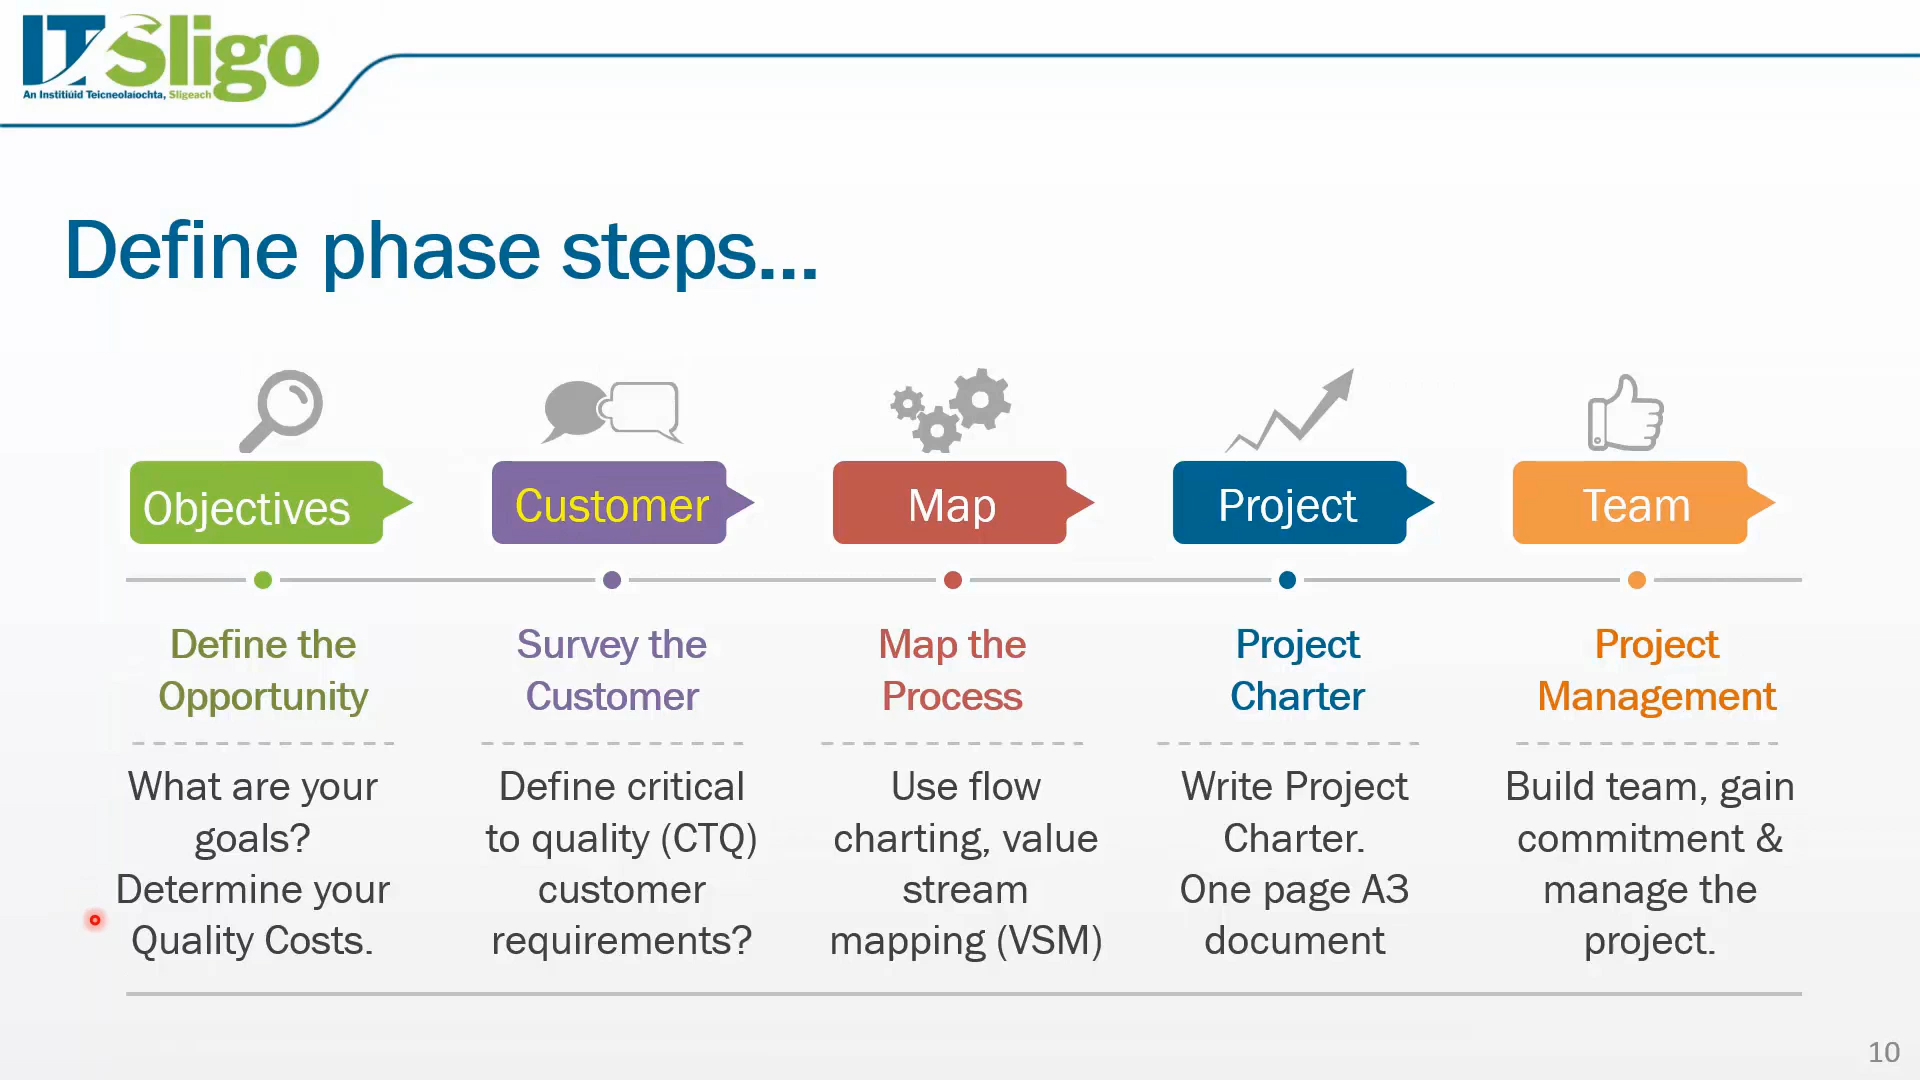 ITSligo
An Institiúid Teicneolaíochta, Sligeach
Define phase steps...
Objectives
Customer
Map
Project
Team
Define the
Opportunity
Survey the
Customer
Map the
Process
Project
Charter
Project
Management
What are your
goals?
Determine your
Quality Costs.
Define critical
to quality (CTQ)
customer
requirements?
Use flow
charting, value
stream
mapping (VSM)
Write Project
Charter.
One page A3
document
Build team, gain
commitment &
manage the
project.
10